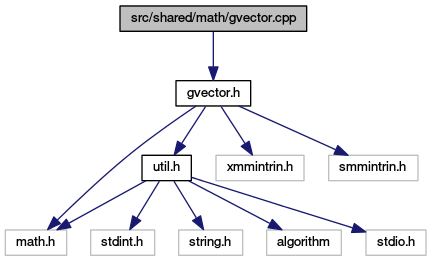 src/shared/math/gvector.cpp
gvector.h
util.h
xmmintrin.h
smmintrin.h
math.h
stdint.h
string.h
algorithm
stdio.h